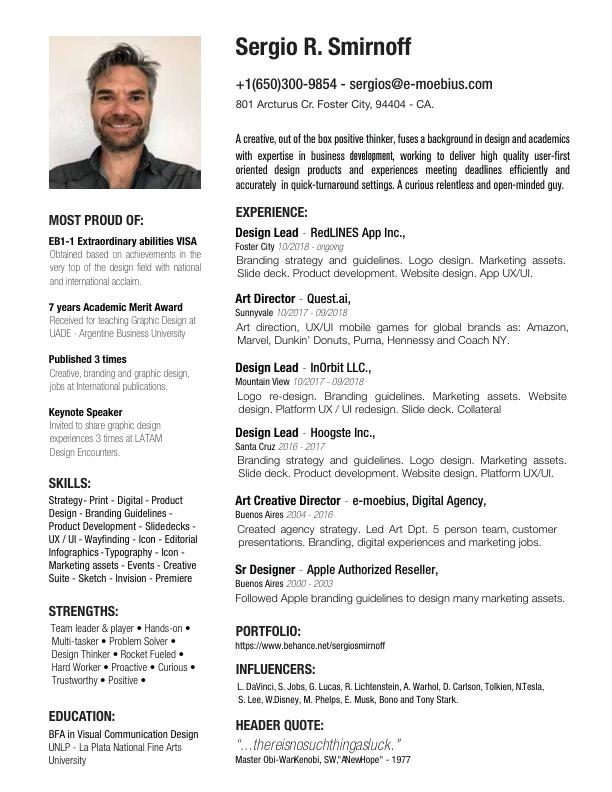 Sergio R. Smirnoff
+1(650)300-9854 - sergios@e-moebius.com
801 Arcturus Cr. Foster City, 94404 - CA.
A creative, out of the box positive thinker, fuses a background in design and academics
with expertise in business development, working to deliver high quality user-first
oriented design products and experiences meeting deadlines efficiently and
accurately in quick-turnaround settings. A curious relentless and open-minded guy.
MOST PROUD OF:
EB1-1 Extraordinary abilities VISA
Obtained based on achievements in the
very top of the design field with national
and international acclaim.
7 years Academic Merit Award
Received for teaching Graphic Design at
UADE - Argentine Business University
Published 3 times
Creative, branding and graphic design,
jobs at International publications.
Keynote Speaker
Invited to share graphic design
experiences 3 times at LATAM
Design Encounters.
SKILLS:
Strategy- Print - Digital - Product
Design - Branding Guidelines -
Product Development - Slidedecks -
UX / UI - Wayfinding - Icon - Editorial
Infographics - Typography - Icon -
Marketing assets - Events - Creative
Suite - Sketch - Invision - Premiere
STRENGTHS:
Team leader & player • Hands-on •
Multi-tasker • Problem Solver •
Design Thinker • Rocket Fueled •
Hard Worker • Proactive • Curious •
Trustworthy • Positive •
EDUCATION:
BFA in Visual Communication Design
UNLP - La Plata National Fine Arts
University
EXPERIENCE:
Design Lead - RedLINES App Inc.,
Foster City 10/2018 - ongoing
Branding strategy and guidelines. Logo design. Marketing assets.
Slide deck. Product development. Website design. App UX/UI.
Art Director - Quest.ai,
Sunnyvale 10/2017 - 09/2018
Art direction, UX/UI mobile games for global brands as: Amazon,
Marvel, Dunkin’ Donuts, Puma, Hennessy and Coach NY.
Design Lead - InOrbit LLC.,
Mountain View 10/2017 - 09/2018
Logo re-design. Branding guidelines. Marketing assets. Website
design. Platform UX / UI redesign. Slide deck. Collateral
Design Lead - Hoogste Inc.,
Santa Cruz 2016 - 2017
Branding strategy and guidelines. Logo design. Marketing assets.
Slide deck. Product development. Website design. Platform UX/UI.
Art Creative Director - e-moebius, Digital Agency,
Buenos Aires 2004 - 2016
Created agency strategy. Led Art Dpt. 5 person team, customer
presentations. Branding, digital experiences and marketing jobs.
Sr Designer - Apple Authorized Reseller,
Buenos Aires 2000 - 2003
Followed Apple branding guidelines to design many marketing assets.
PORTFOLIO:
https://www.behance.net/sergiosmirnoff
INFLUENCERS:
L. DaVinci, S. Jobs, G. Lucas, R. Lichtenstein, A. Warhol, D. Carlson, Tolkien, N.Tesla,
S. Lee, W.Disney, M. Phelps, E. Musk, Bono and Tony Stark.
HEADER QUOTE:
“...thereisnosuchthingasluck.”
Master Obi-WanKenobi, SW,"ANewHope" - 1977